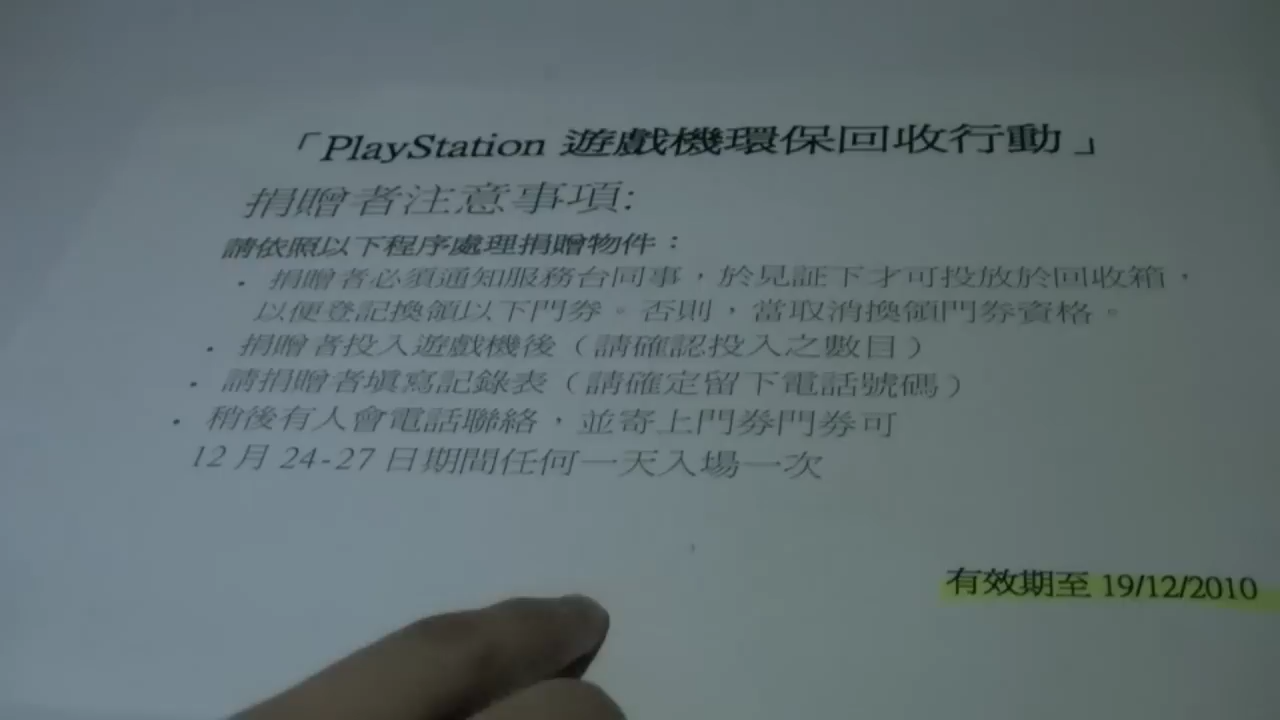 「PlayStation 遊戲機環保回收行動」
捐贈者注意事項:
請依照以下程序處理捐贈物件：
· 捐贈者必須通知服務台同事，於見証下才可投放於回收箱，
以便登記換領以下門券。否則，當取消換領門券資格。
· 捐贈者投入遊戲機後（請確認投入之數目）
· 請捐贈者填寫記錄表（請確定留下電話號碼）
· 稍後有人會電話聯絡，並寄上門券門券可
12 月 24-27 日期間任何一天入場一次
有效期至 19/12/2010